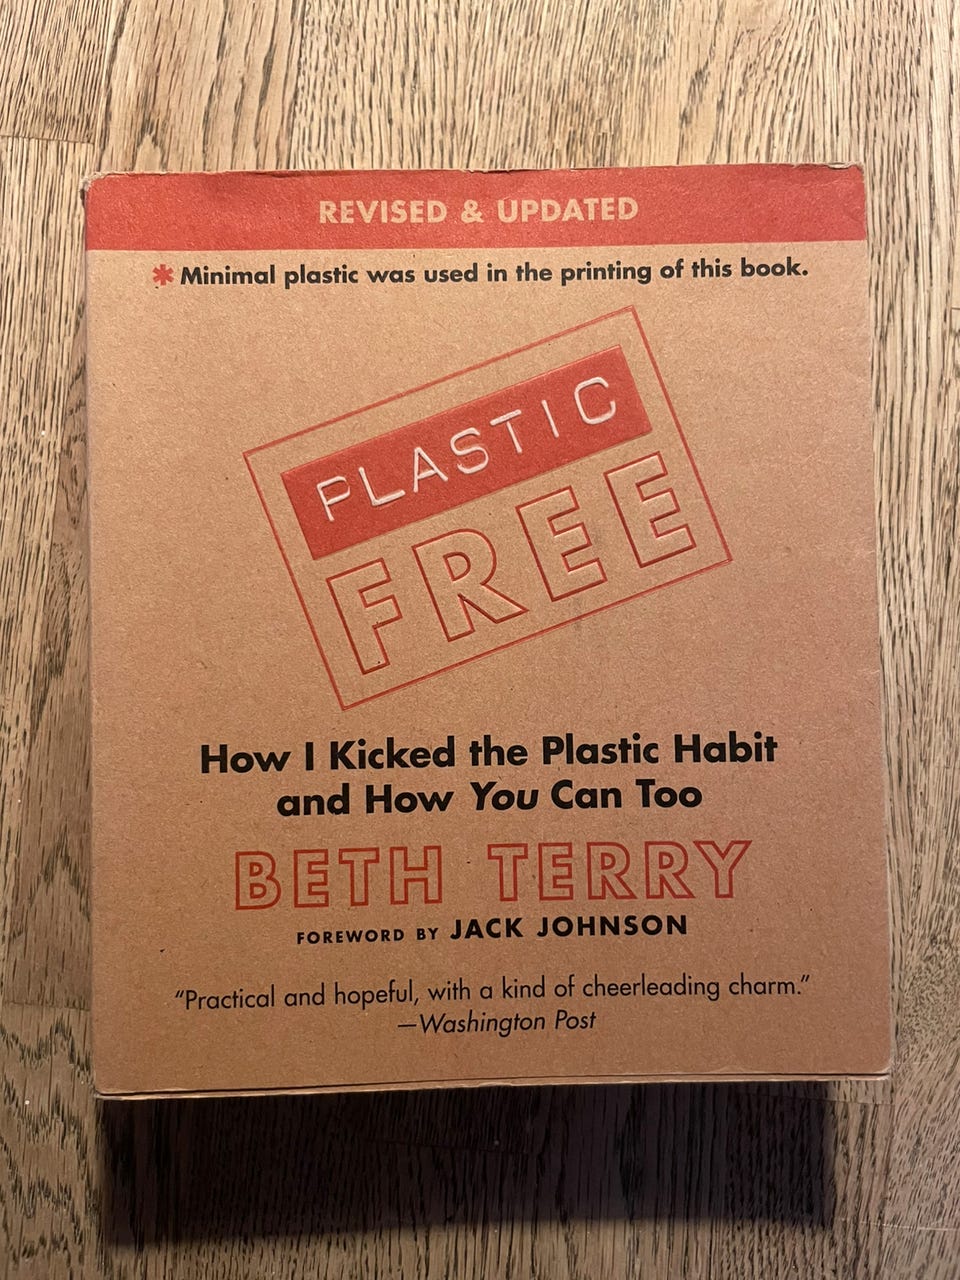 REVISED & UPDATED
* Minimal plastic was used in the printing of this book.
PLASTIC
FREE
How I Kicked the Plastic Habit
and How You Can Too
BETH TERRY
FOREWORD BY JACK JOHNSON
“Practical and hopeful, with a kind of cheerleading charm.”
—Washington Post